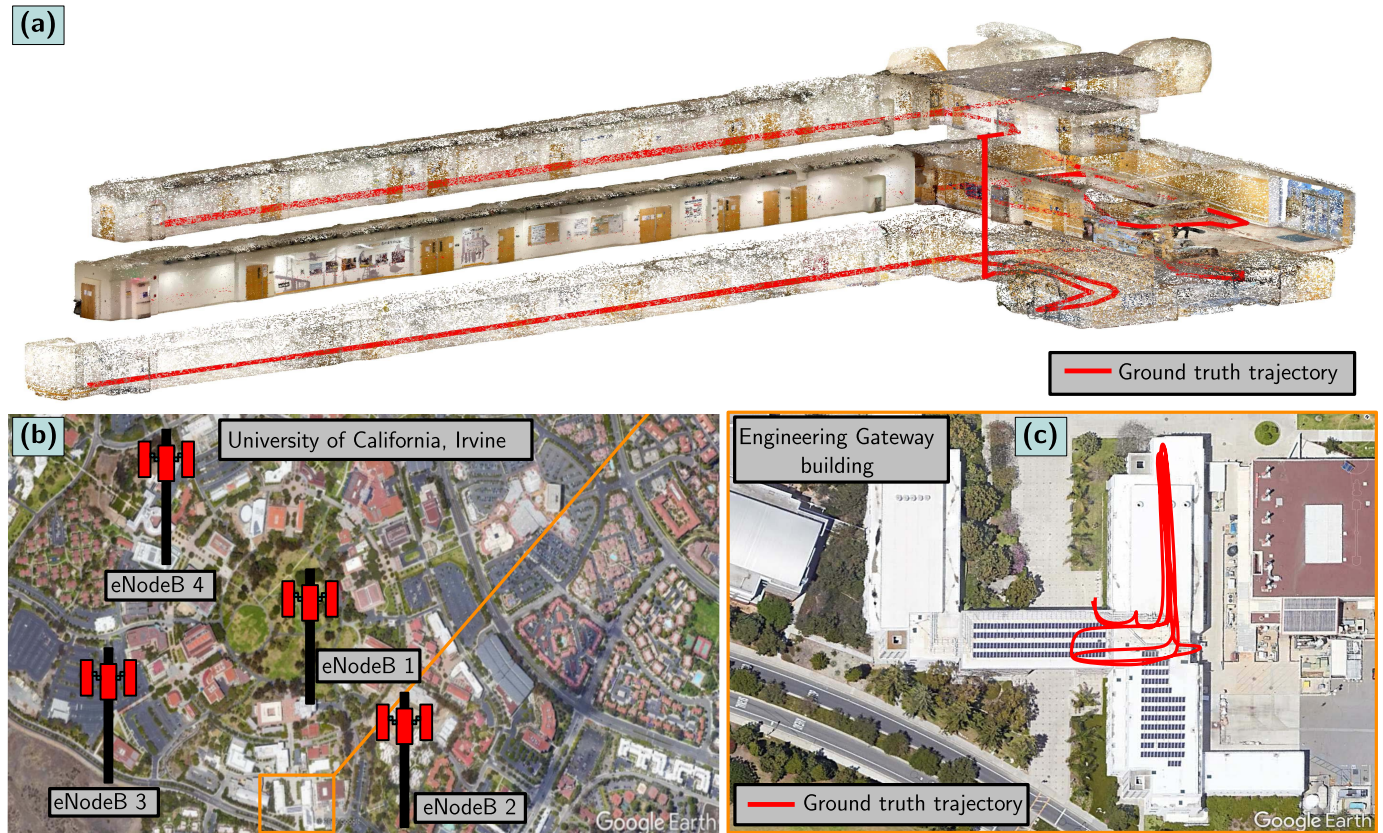 (a)
Ground truth trajectory
(b)
University of California, Irvine
eNodeB 4
eNodeB 1
eNodeB 3
eNodeB 2
Google Earth
Engineering Gateway
building
(c)
Ground truth trajectory
Google Earth